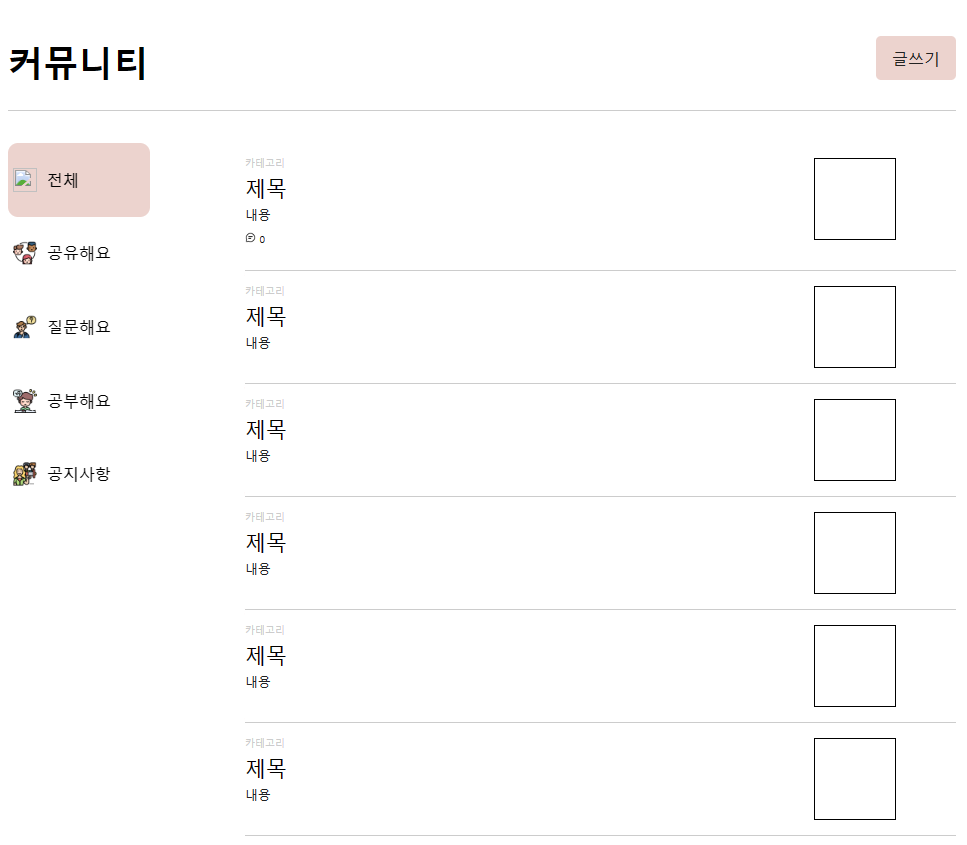 커뮤니티
글쓰기
전체
공유해요
질문해요
공부해요
공지사항
카테고리
제목
내용
0
카테고리
제목
내용
카테고리
제목
내용
카테고리
제목
내용
카테고리
제목
내용
카테고리
제목
내용